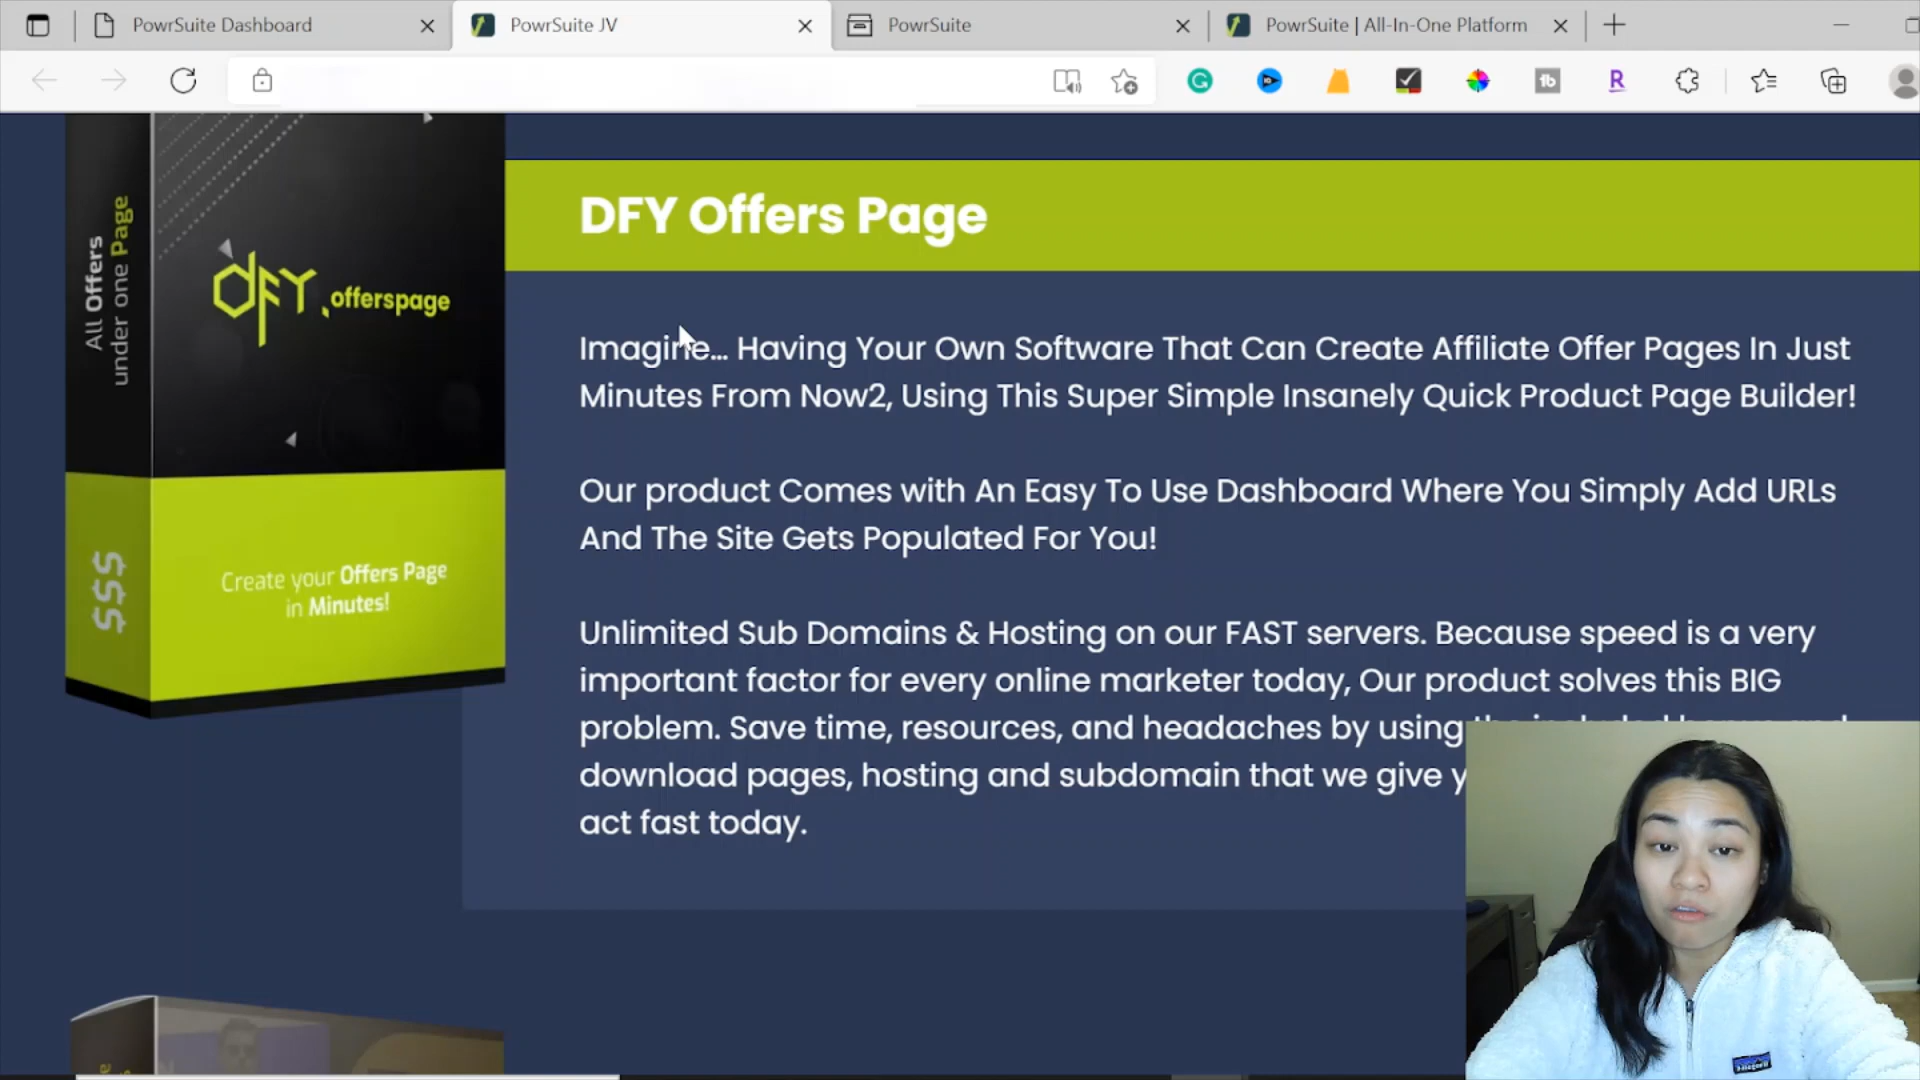 PowrSuite Dashboard
PowrSuite JV
PowrSuite
PowrSuite | All-In-One Platform
All Offers
under one Page
$$$
dfy.offerspage
Create your Offers Page
in Minutes!
DFY Offers Page
Imagine... Having Your Own Software That Can Create Affiliate Offer Pages In Just
Minutes From Now2, Using This Super Simple Insanely Quick Product Page Builder!
Our product Comes with An Easy To Use Dashboard Where You Simply Add URLs
And The Site Gets Populated For You!
Unlimited Sub Domains & Hosting on our FAST servers. Because speed is a very
important factor for every online marketer today, Our product solves this BIG
problem. Save time, resources, and headaches by using
download pages, hosting and subdomain that we give
act fast today.